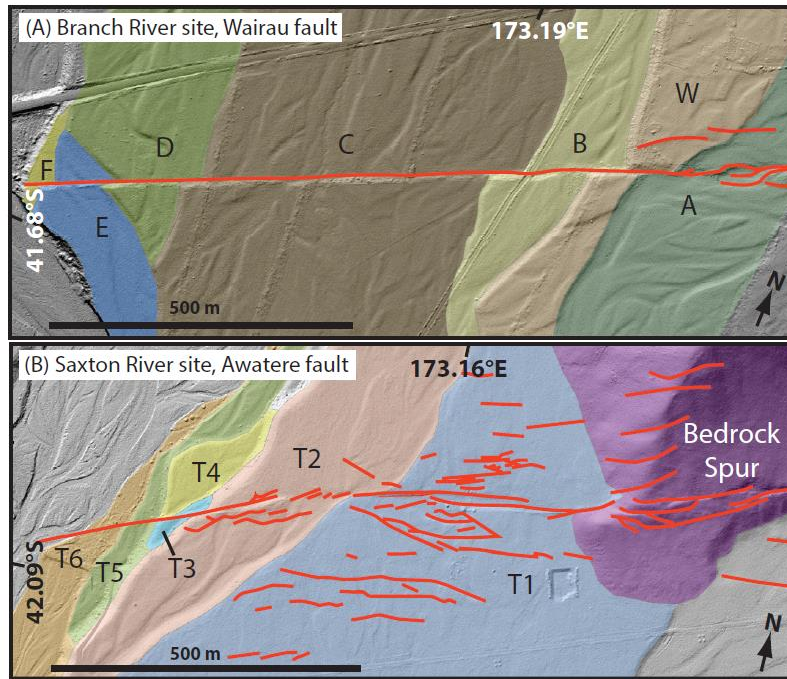 (A) Branch River site, Wairau fault
173.19°E
W
D
C
B
F
A
E
41.68°S
500 m
N
(B) Saxton River site, Awatere fault
173.16°E
Bedrock
Spur
T2
T4
T6
T5
T3
T1
42.09°S
500 m
N